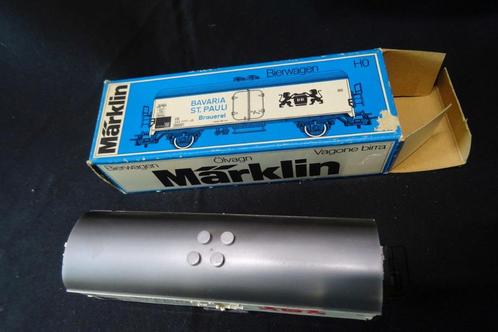 Märklin
Bierwagen
H0
BAVARIA
ST. PAULI
Brauerei
Bierwagen
Ölvagn
Vagone birra
Märklin